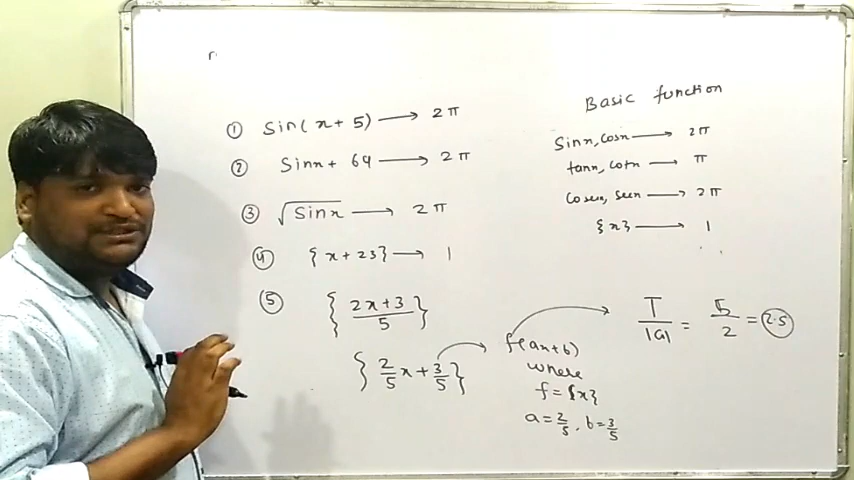 r
① Sin(x+5) → 2π
② Sinx + 64 → 2π
③ √Sinx → 2π
④ {x+23} → 1
⑤ {(2x+3)/5}
{2/5 x + 3/5} → f(ax+b)
where
f = {x}
a = 2/5, b = 3/5
T/|a| = 5/2 = 2.5
Basic function
Sinx, cosx → 2π
tanx, cotx → π
cosecx, secx → 2π
{x} → 1